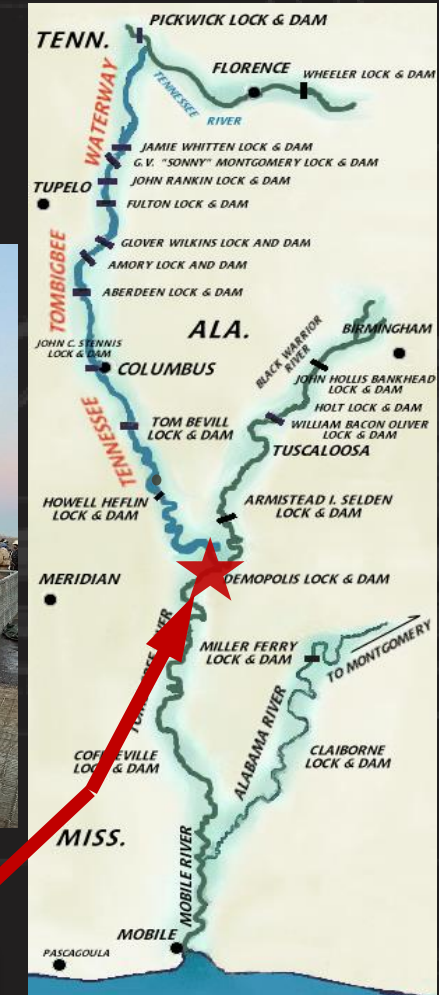 PICKWICK LOCK & DAM
TENN.
FLORENCE
WHEELER LOCK & DAM
TENNESSEE
RIVER
WATERWAY
JAMIE WHITTEN LOCK & DAM
G.V. "SONNY" MONTGOMERY LOCK & DAM
JOHN RANKIN LOCK & DAM
TUPELO
FULTON LOCK & DAM
GLOVER WILKINS LOCK AND DAM
AMORY LOCK AND DAM
TOMBIGBEE
ABERDEEN LOCK & DAM
ALA.
BIRMINGHAM
BLACK WARRIOR
RIVER
JOHN C. STENNIS
LOCK & DAM
COLUMBUS
JOHN HOLLIS BANKHEAD
LOCK & DAM
HOLT LOCK & DAM
WILLIAM BACON OLIVER
LOCK & DAM
TENNESSEE
TOM BEVILL
LOCK & DAM
TUSCALOOSA
HOWELL HEFLIN
LOCK & DAM
ARMISTEAD I. SELDEN
LOCK & DAM
MERIDIAN
DEMOPOLIS LOCK & DAM
RIVER
MILLER FERRY
LOCK & DAM
TO MONTGOMERY
ALABAMA RIVER
COFFEEVILLE
LOCK & DAM
CLAIBORNE
LOCK & DAM
MISS.
MOBILE RIVER
MOBILE
PASCAGOULA